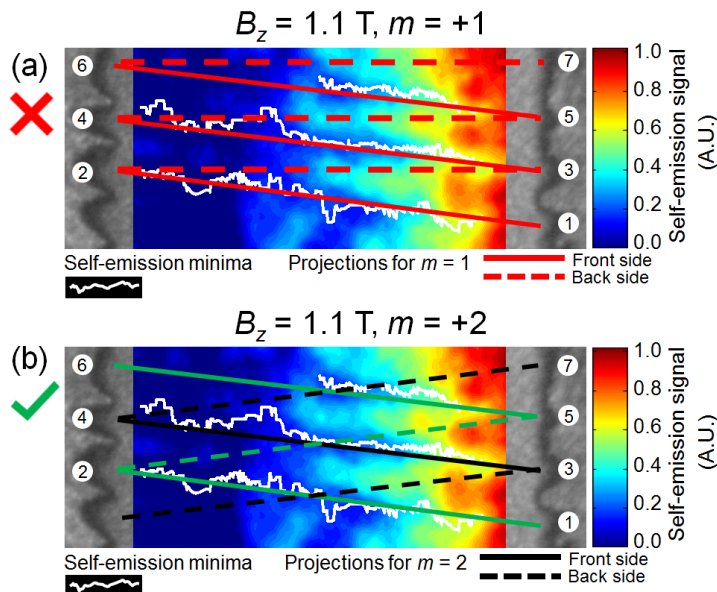 B_z = 1.1 T, m = +1
(a)
6
7
4
5
2
3
1
1.0
0.8
0.6
0.4
0.2
0.0
Self-emission signal
(A.U.)
Self-emission minima
Projections for m = 1
Front side
Back side
B_z = 1.1 T, m = +2
(b)
6
7
4
5
2
3
1
1.0
0.8
0.6
0.4
0.2
0.0
Self-emission signal
(A.U.)
Self-emission minima
Projections for m = 2
Front side
Back side